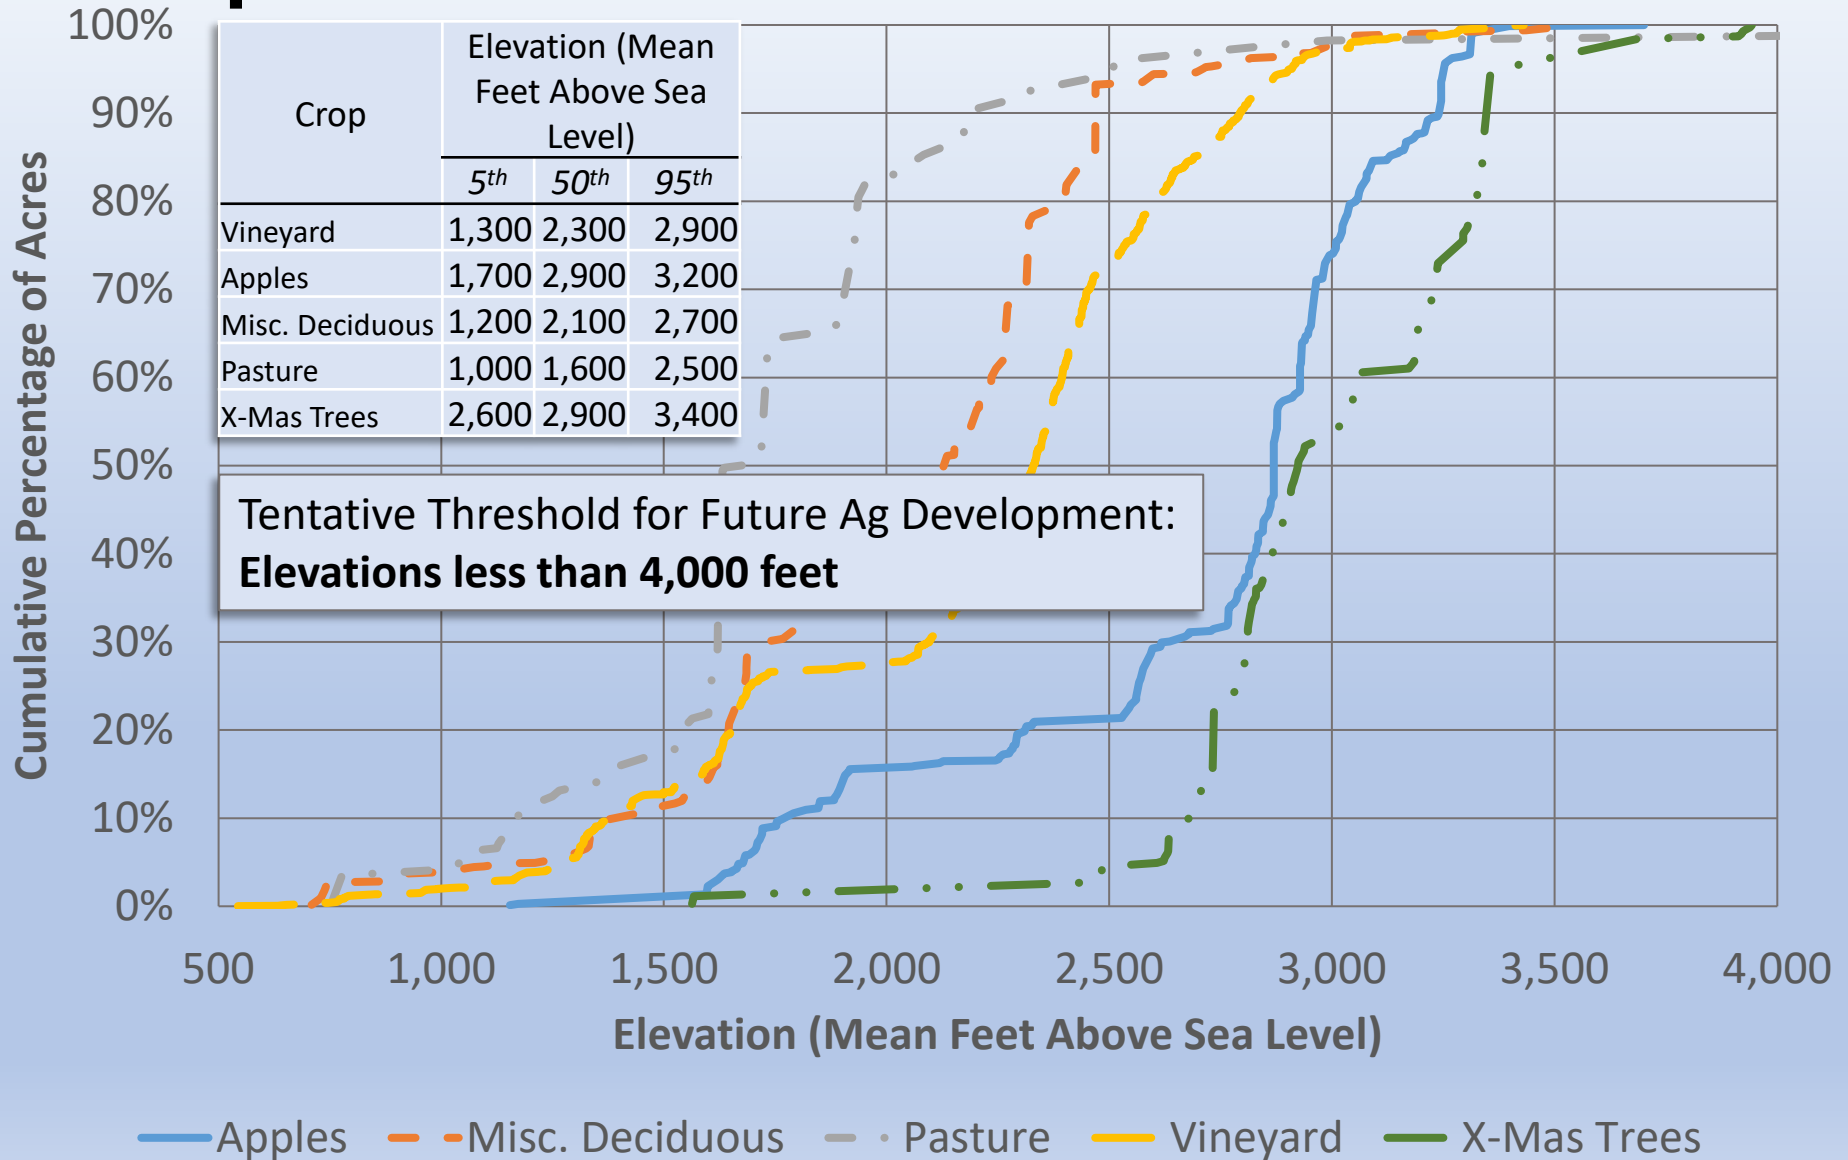 100%
90%
80%
70%
60%
50%
40%
30%
20%
10%
0%
Cumulative Percentage of Acres
Crop
Elevation (Mean
Feet Above Sea
Level)
5th 50th 95th
Vineyard 1,300 2,300 2,900
Apples 1,700 2,900 3,200
Misc. Deciduous 1,200 2,100 2,700
Pasture 1,000 1,600 2,500
X-Mas Trees 2,600 2,900 3,400
Tentative Threshold for Future Ag Development:
Elevations less than 4,000 feet
500 1,000 1,500 2,000 2,500 3,000 3,500 4,000
Elevation (Mean Feet Above Sea Level)
Apples Misc. Deciduous Pasture Vineyard X-Mas Trees